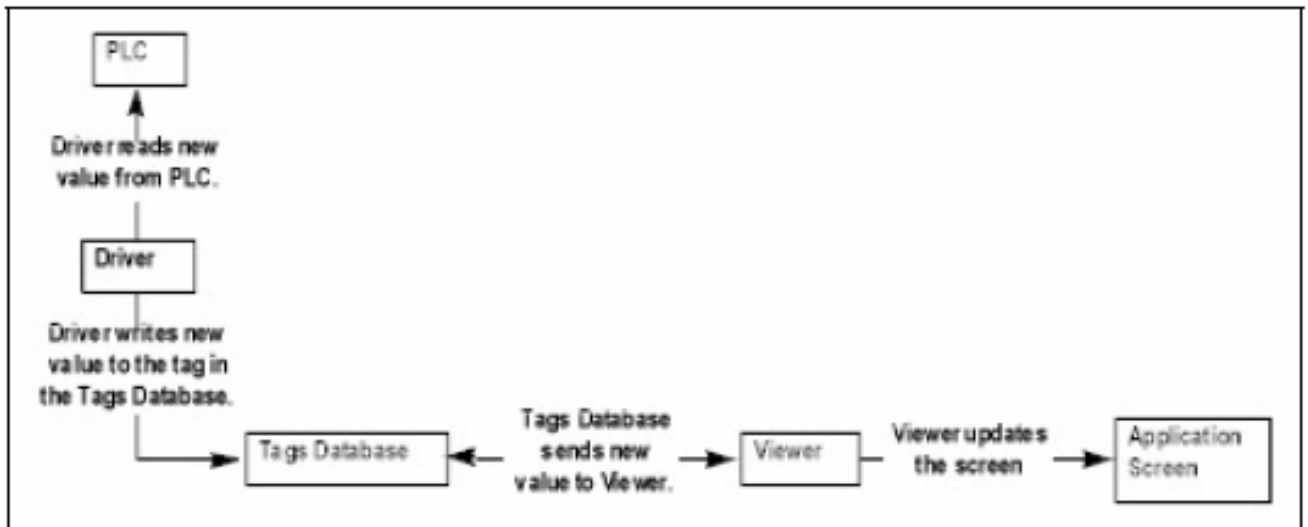 PLC
Driver reads new
value from PLC.
Driver
Driver writes new
value to the tag in
the Tags Database.
Tags Database
Tags Database
sends new
value to Viewer.
Viewer
Viewer updates
the screen
Application
Screen